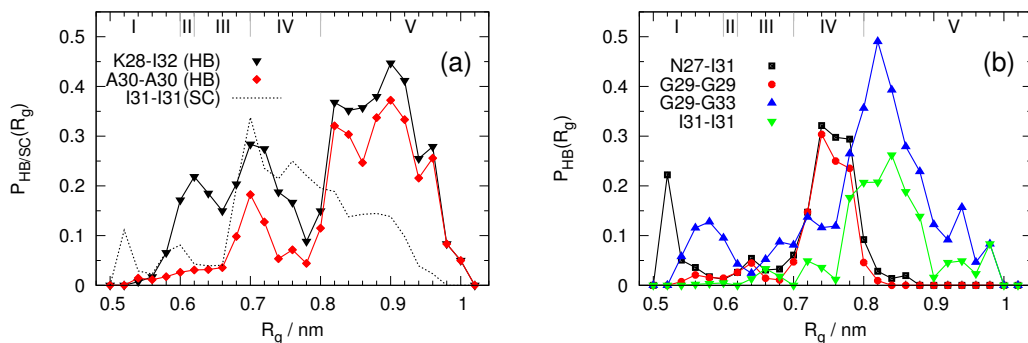 I II III IV V
(a)
K28-I32 (HB)
A30-A30 (HB)
I31-I31(SC)
P_HB/SC(R_g)
0.5
0.4
0.3
0.2
0.1
0
0.5 0.6 0.7 0.8 0.9 1
R_g / nm
I II III IV V
(b)
N27-I31
G29-G29
G29-G33
I31-I31
P_HB(R_g)
0.5
0.4
0.3
0.2
0.1
0
0.5 0.6 0.7 0.8 0.9 1
R_g / nm